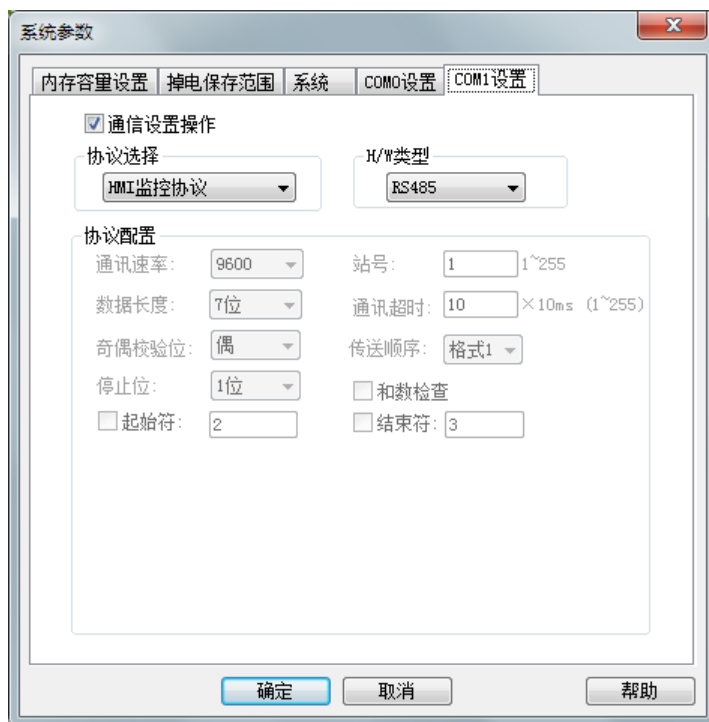 系统参数
内存容量设置 掉电保存范围 系统 COM0设置 COM1设置
通信设置操作
协议选择 H/W类型
HMI监控协议 RS485
协议配置
通讯速率: 9600 站号: 1 1~255
数据长度: 7位 通讯超时: 10 ×10ms (1~255)
奇偶校验位: 偶 传送顺序: 格式1
停止位: 1位 和数检查
起始符: 2 结束符: 3
确定 取消 帮助